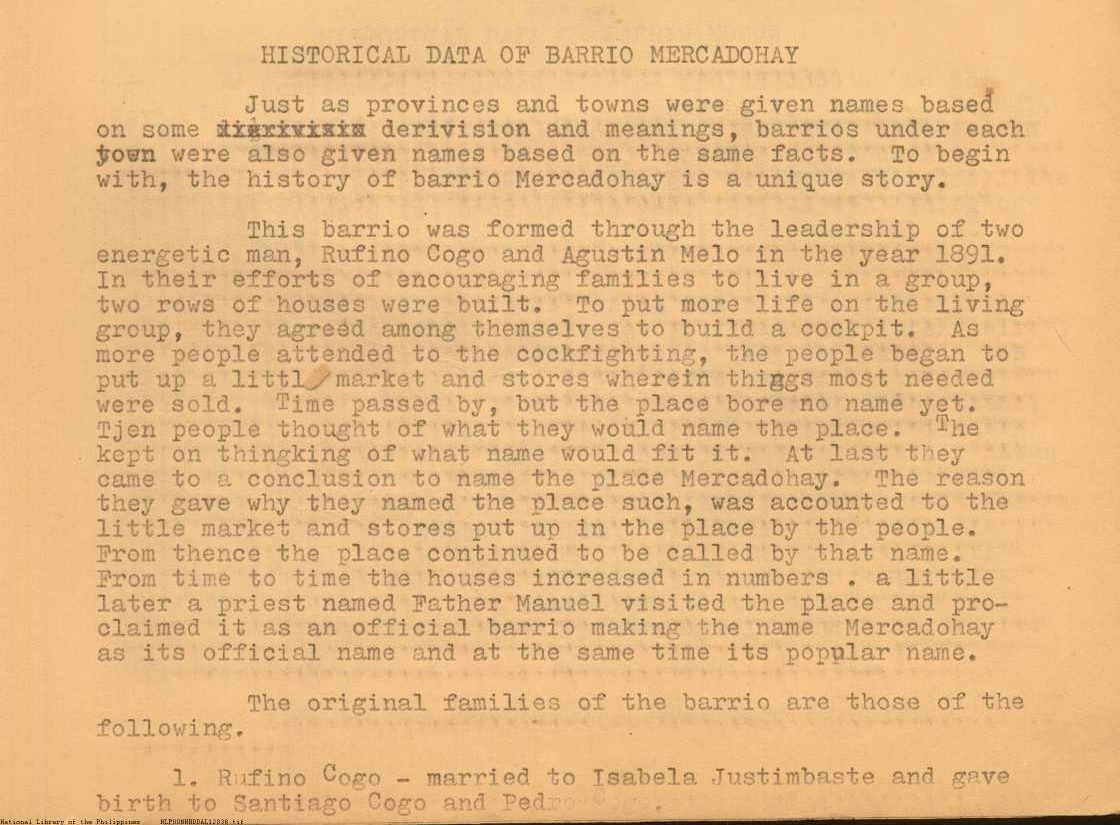 HISTORICAL DATA OF BARRIO MERCADOHAY
Just as provinces and towns were given names based
on some derivision and meanings, barrios under each
town were also given names based on the same facts. To begin
with, the history of barrio Mercadohay is a unique story.
This barrio was formed through the leadership of two
energetic man, Rufino Cogo and Agustin Melo in the year 1891.
In their efforts of encouraging families to live in a group,
two rows of houses were built. To put more life on the living
group, they agreed among themselves to build a cockpit. As
more people attended to the cockfighting, the people began to
put up a littl market and stores wherein thiggs most needed
were sold. Time passed by, but the place bore no name yet.
Tjen people thought of what they would name the place. The
kept on thingking of what name would fit it. At last they
came to a conclusion to name the place Mercadohay. The reason
they gave why they named the place such, was accounted to the
little market and stores put up in the place by the people.
From thence the place continued to be called by that name.
From time to time the houses increased in numbers . a little
later a priest named Father Manuel visited the place and pro-
claimed it as an official barrio making the name Mercadohay
as its official name and at the same time its popular name.
The original families of the barrio are those of the
following.
1. Rufino Cogo - married to Isabela Justimbaste and gave
birth to Santiago Cogo and Pedro
National Library of the Philippines